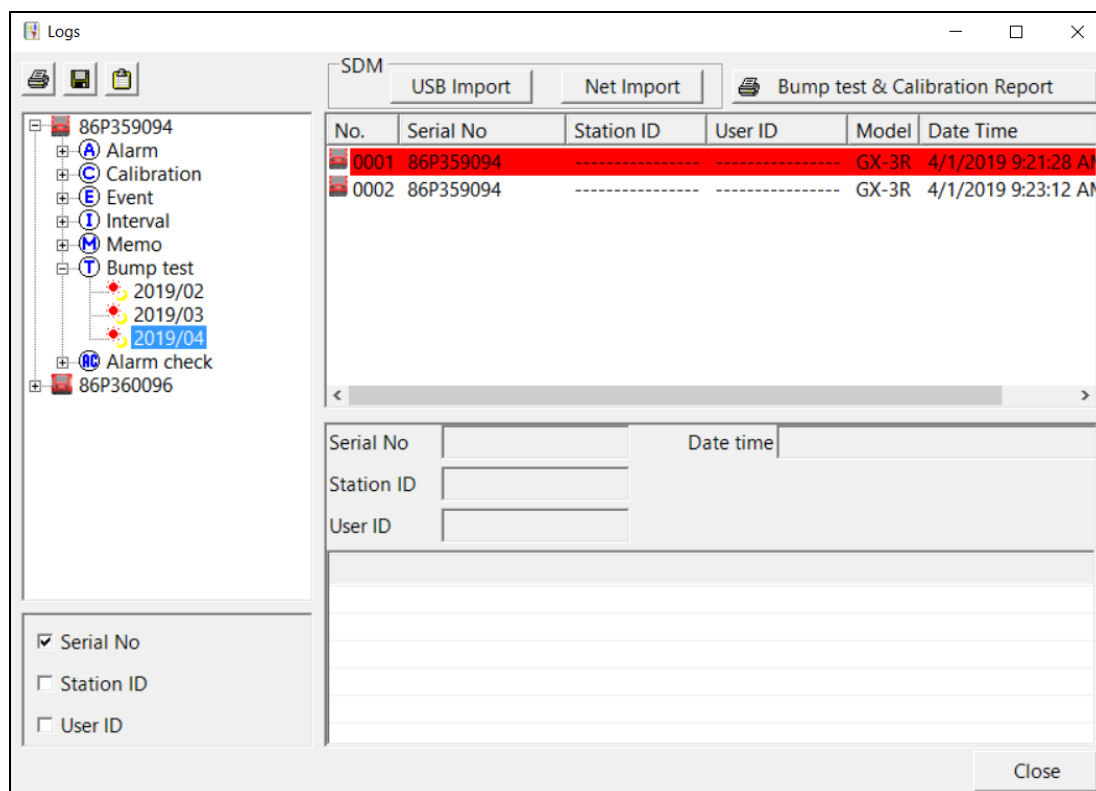 Logs
SDM
USB Import Net Import Bump test & Calibration Report
86P359094
A Alarm
C Calibration
E Event
I Interval
M Memo
T Bump test
2019/02
2019/03
2019/04
AC Alarm check
86P360096
No. Serial No Station ID User ID Model Date Time
0001 86P359094 ---------------- ---------------- GX-3R 4/1/2019 9:21:28 AM
0002 86P359094 ---------------- ---------------- GX-3R 4/1/2019 9:23:12 AM
Serial No Date time
Station ID
User ID
Serial No
Station ID
User ID
Close